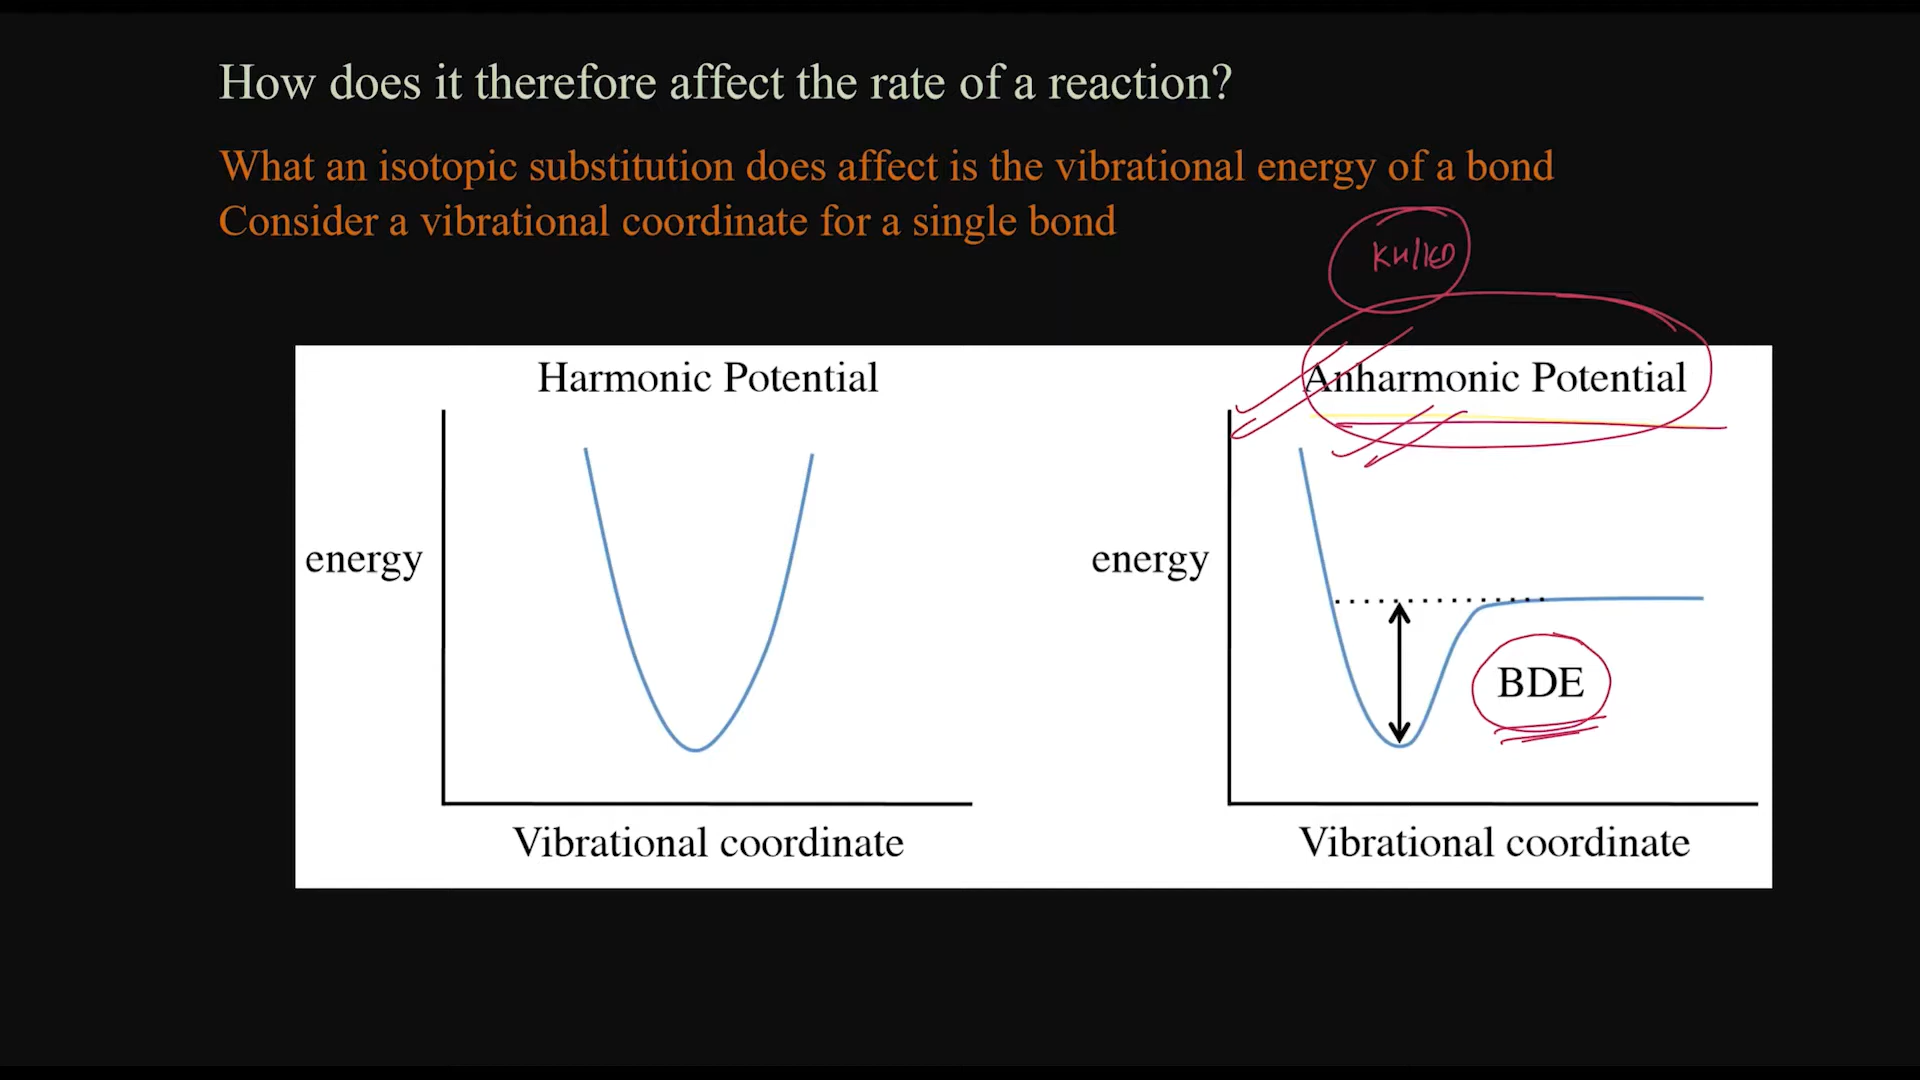 How does it therefore affect the rate of a reaction?
What an isotopic substitution does affect is the vibrational energy of a bond
Consider a vibrational coordinate for a single bond
KH/KD
Harmonic Potential
Anharmonic Potential
energy
energy
BDE
Vibrational coordinate
Vibrational coordinate